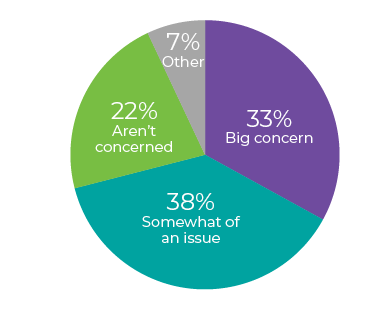 7%
Other
33%
Big concern
22%
Aren't
concerned
38%
Somewhat of
an issue